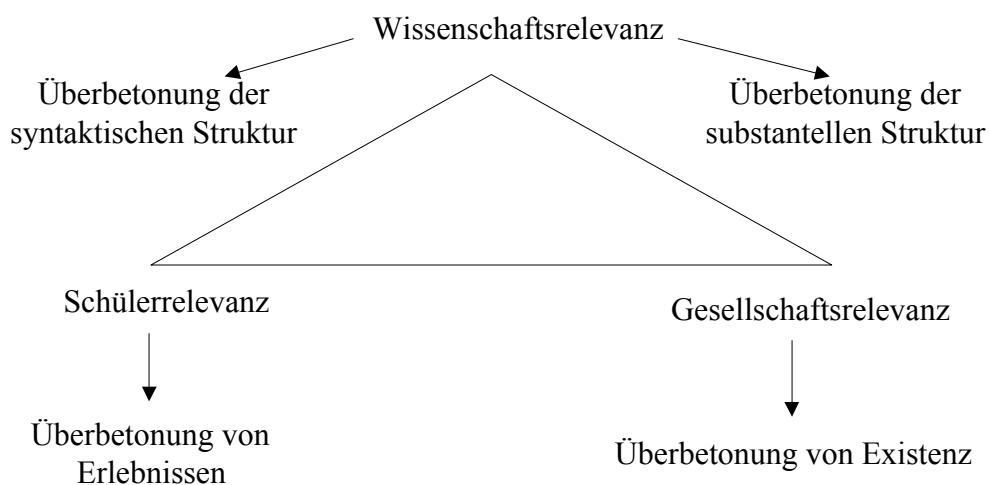 Wissenschaftsrelevanz
Überbetonung der
syntaktischen Struktur
Überbetonung der
substantellen Struktur
Schülerrelevanz
Gesellschaftsrelevanz
Überbetonung von
Erlebnissen
Überbetonung von Existenz